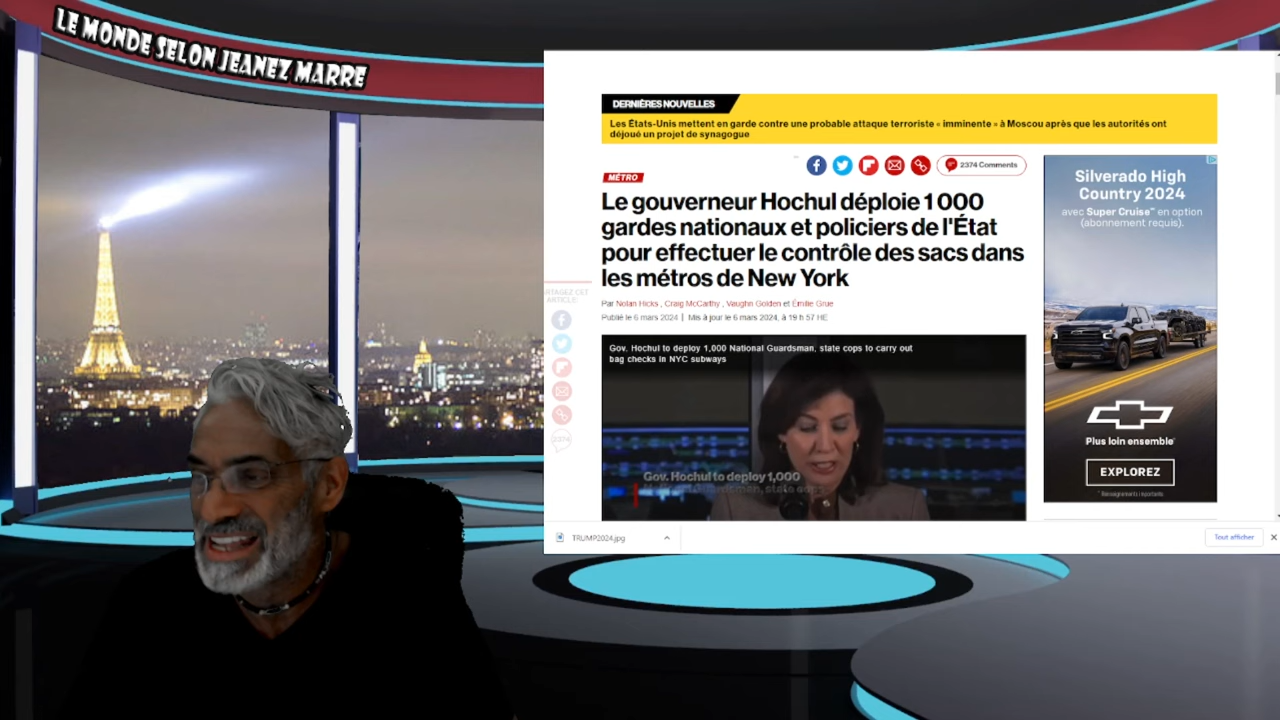 LE MONDE SELON JEANEZ MARRE
DERNIÈRES NOUVELLES
Les États-Unis mettent en garde contre une probable attaque terroriste « imminente » à Moscou après que les autorités ont
déjoué un projet de synagogue
2374 Comments
MÉTRO
Le gouverneur Hochul déploie 1 000
gardes nationaux et policiers de l'État
pour effectuer le contrôle des sacs dans
les métros de New York
Par Nolan Hicks , Craig McCarthy , Vaughn Golden et Émilie Grue
Publié le 6 mars 2024 | Mis à jour le 6 mars 2024, à 19 h 57 HE
ARTAGEZ CET
ARTICLE:
2374
Gov. Hochul to deploy 1,000 National Guardsman, state cops to carry out
bag checks in NYC subways
Gov. Hochul to deploy 1,000
Silverado High
Country 2024
avec Super Cruise™ en option
(abonnement requis).
Plus loin ensemble
EXPLOREZ
TRUMP2024.jpg
Tout afficher